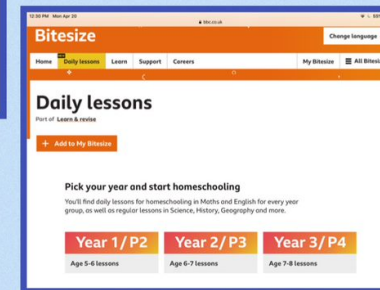 12:30 PM Mon Apr 20
bbc.co.uk
Bitesize
Change language
Home Daily lessons Learn Support Careers My Bitesize All Bitesi
Daily lessons
Part of Learn & revise
+ Add to My Bitesize
Pick your year and start homeschooling
You'll find daily lessons for homeschooling in Maths and English for every year
group, as well as regular lessons in Science, History, Geography and more.
Year 1/P2 Year 2/P3 Year 3/P4
Age 5-6 lessons Age 6-7 lessons Age 7-8 lessons